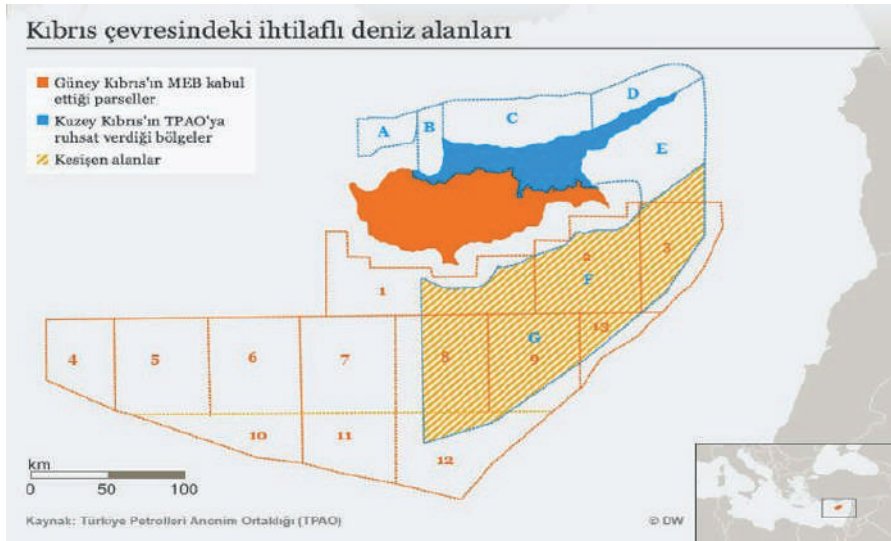 Kıbrıs çevresindeki ihtilaflı deniz alanları
Güney Kıbrıs'ın MEB kabul
ettiği parseller
Kuzey Kıbrıs'ın TPAO'ya
ruhsat verdiği bölgeler
Kesişen alanlar
A
B
C
D
E
1
2
3
F
4
5
6
7
8
G
9
13
10
11
12
km
0
50
100
Kaynak: Türkiye Petrolleri Anonim Ortaklığı (TPAO)
© DW